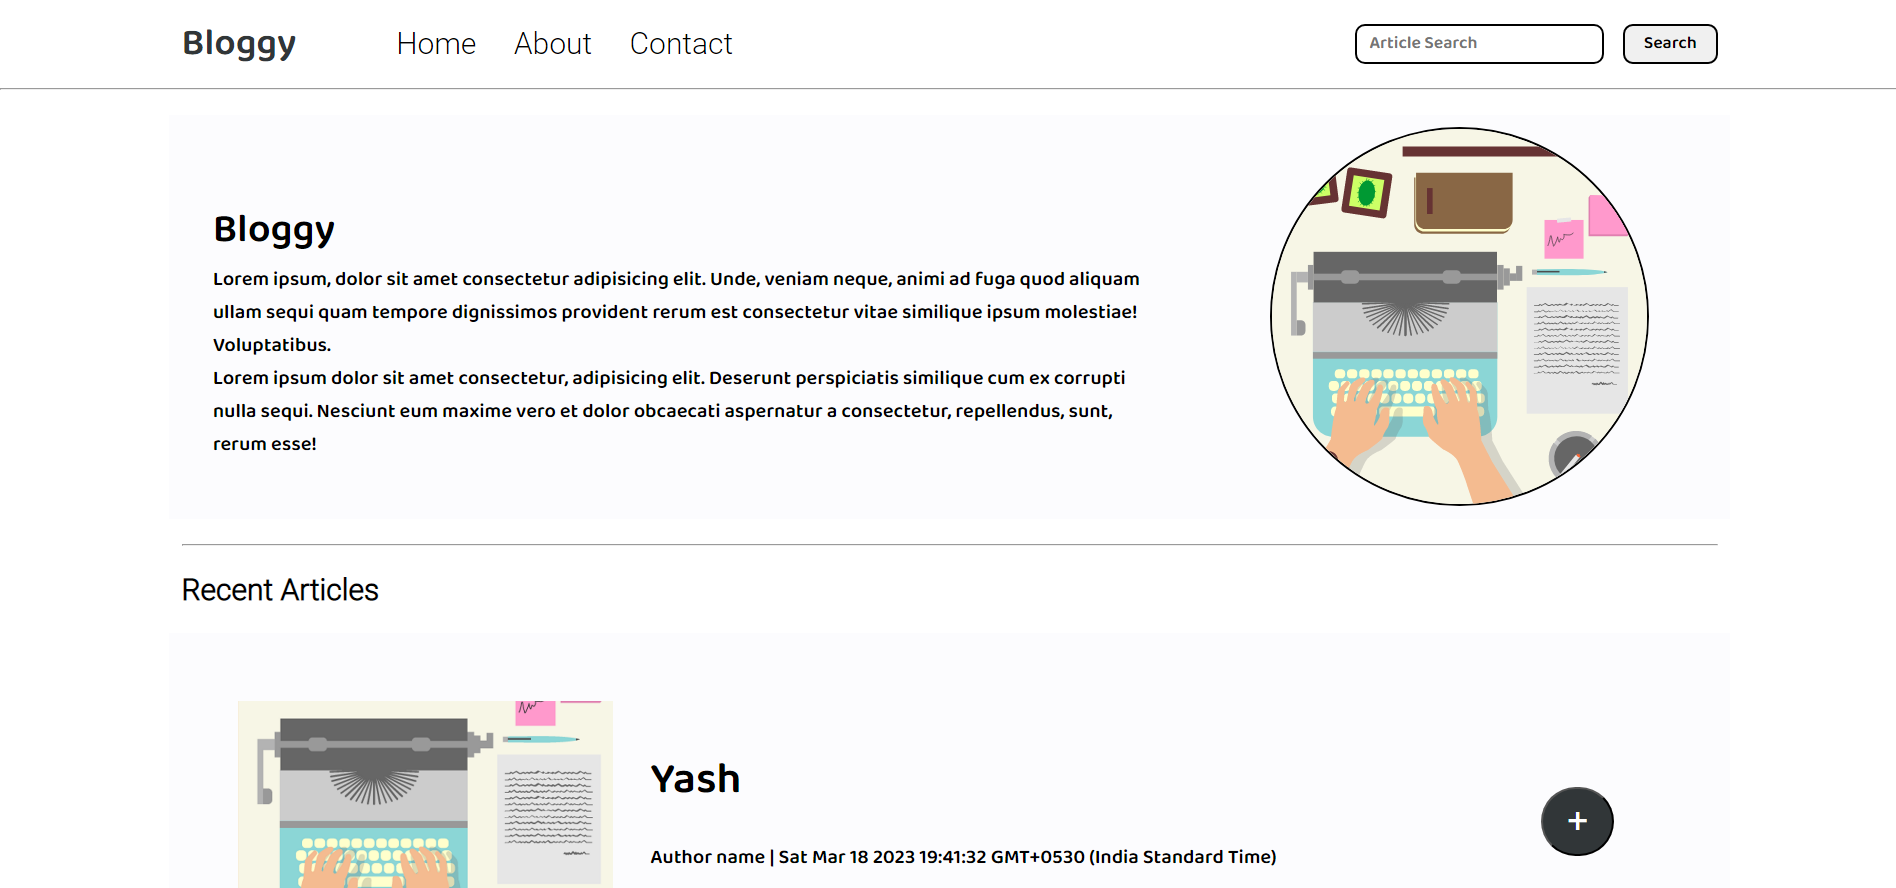 Bloggy
Home About Contact
Article Search
Search
Bloggy
Lorem ipsum, dolor sit amet consectetur adipisicing elit. Unde, veniam neque, animi ad fuga quod aliquam
ullam sequi quam tempore dignissimos provident rerum est consectetur vitae similique ipsum molestiae!
Voluptatibus.
Lorem ipsum dolor sit amet consectetur, adipisicing elit. Deserunt perspiciatis similique cum ex corrupti
nulla sequi. Nesciunt eum maxime vero et dolor obcaecati aspernatur a consectetur, repellendus, sunt,
rerum esse!
Recent Articles
Yash
+
Author name | Sat Mar 18 2023 19:41:32 GMT+0530 (India Standard Time)